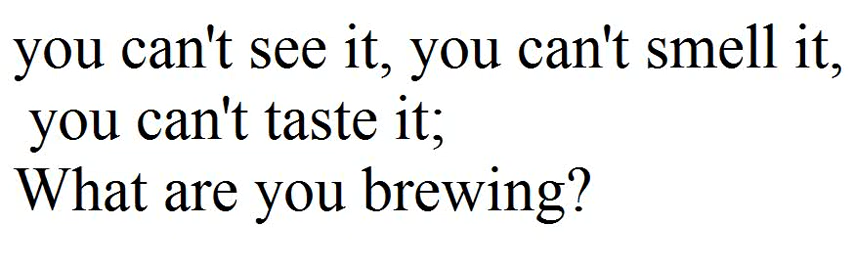 you can't see it, you can't smell it,
you can't taste it;
What are you brewing?